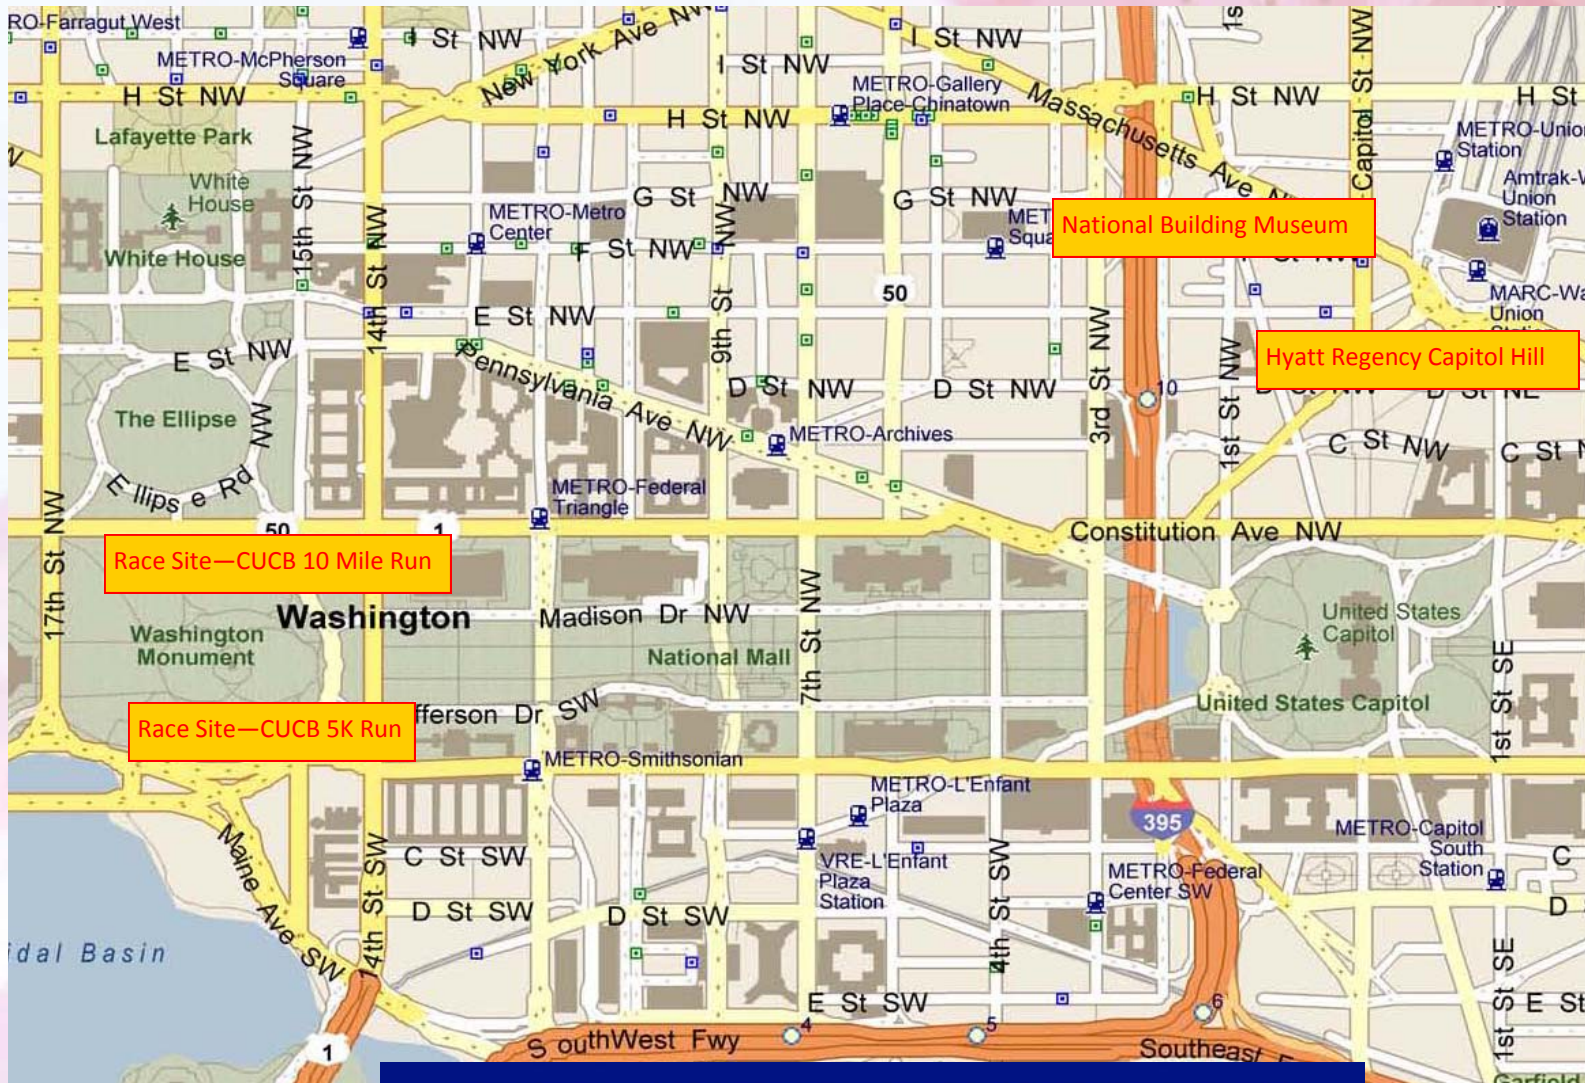 RO-Farragut West
I St NW
New York Ave NW
I St NW
1st
Capitol St NW
METRO-McPherson
Square
I St NW
METRO-Gallery
Place-Chinatown
Massachusetts Ave
H St NW
H St NW
H St NW
H St
Lafayette Park
METRO-Union
Station
15th St NW
White
House
White House
G St NW
G St NW
Amtrak-W
Union
Station
METRO-Metro
Center
National Building Museum
F St NW
14th St NW
9th St NW
50
MARC-Wa
Union
E St NW
E St NW
Pennsylvania Ave NW
3rd St NW
1st St NW
Hyatt Regency Capitol Hill
D St NW
D St NW
D St NE
10
The Ellipse
NW
METRO-Archives
C St NW
C St N
Ellipse Rd
METRO-Federal
Triangle
17th St NW
50
1
Constitution Ave NW
Race Site—CUCB 10 Mile Run
Washington
Madison Dr NW
7th St NW
United States
Capitol
Washington
Monument
National Mall
1st St SE
United States Capitol
Race Site—CUCB 5K Run
fferson Dr SW
METRO-Smithsonian
METRO-L'Enfant
Plaza
395
METRO-Capitol
South
Station
Maine Ave SW
14th St SW
C St SW
VRE-L'Enfant
Plaza
Station
4th St SW
METRO-Federal
Center SW
C
D St SW
D St SW
D
idal Basin
1st St SE
E St SW
E St
4
5
6
SouthWest Fwy
Southeast F
1
Garfield